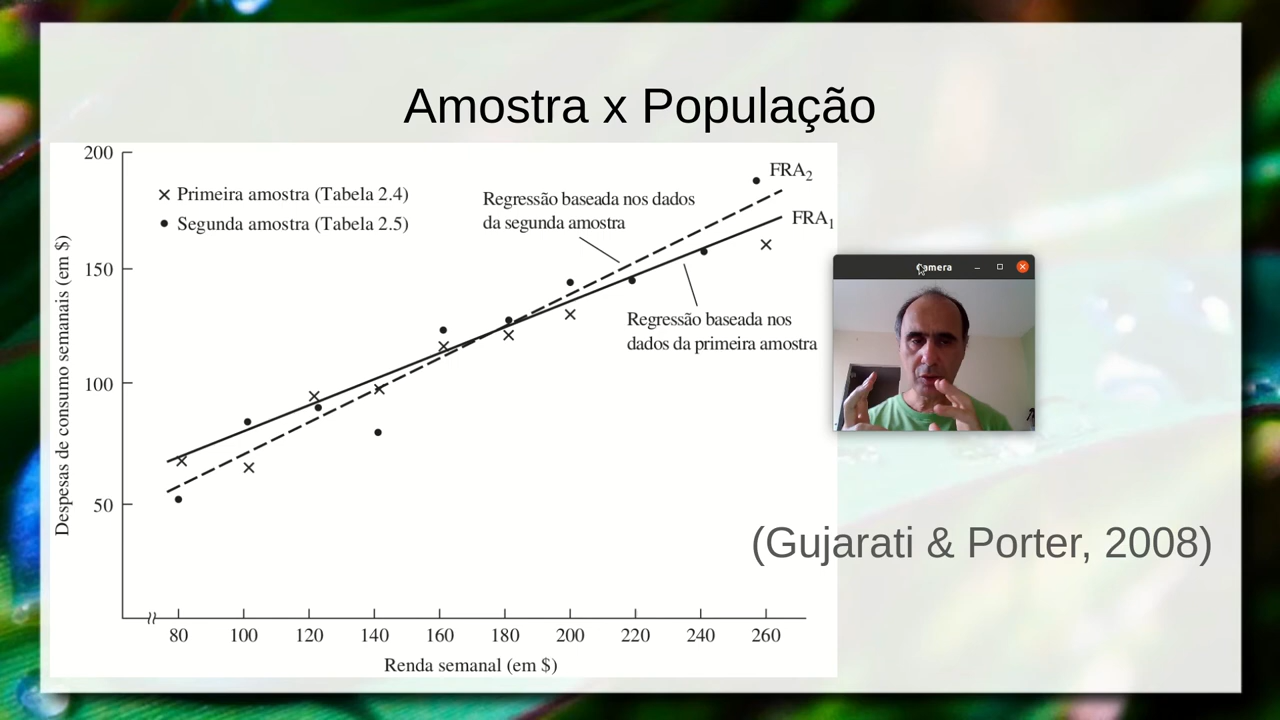 Amostra x População
200
150
100
50
Despesas de consumo semanais (em $)
× Primeira amostra (Tabela 2.4)
• Segunda amostra (Tabela 2.5)
Regressão baseada nos dados
da segunda amostra
FRA2
FRA1
Regressão baseada nos
dados da primeira amostra
80 100 120 140 160 180 200 220 240 260
Renda semanal (em $)
Camera
(Gujarati & Porter, 2008)